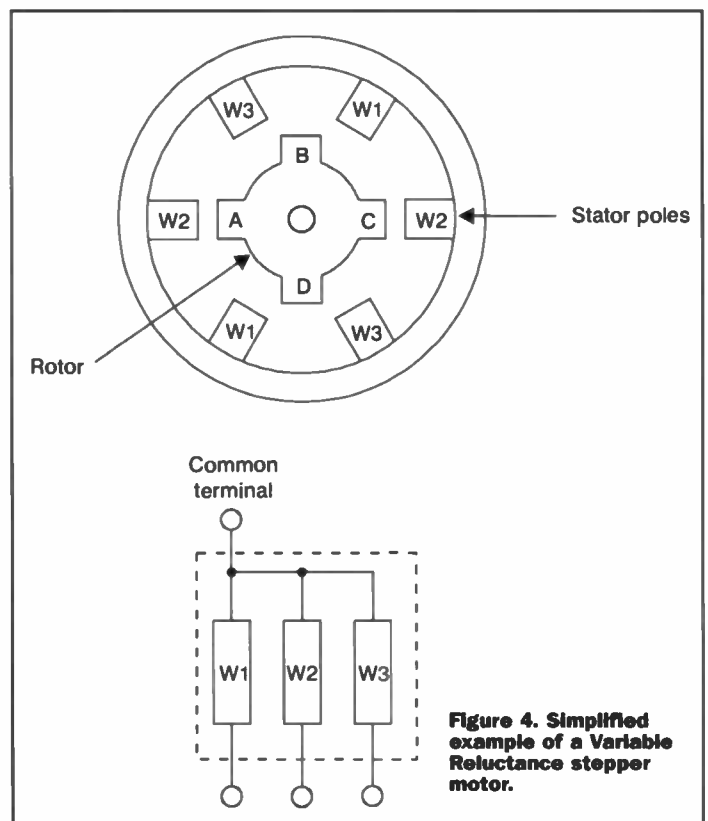 W3 W1
B
W2 A C W2 Stator poles
D
W1 W3
Rotor
Common
terminal
W1 W2 W3
Figure 4. Simplified
example of a Variable
Reluctance stepper
motor.